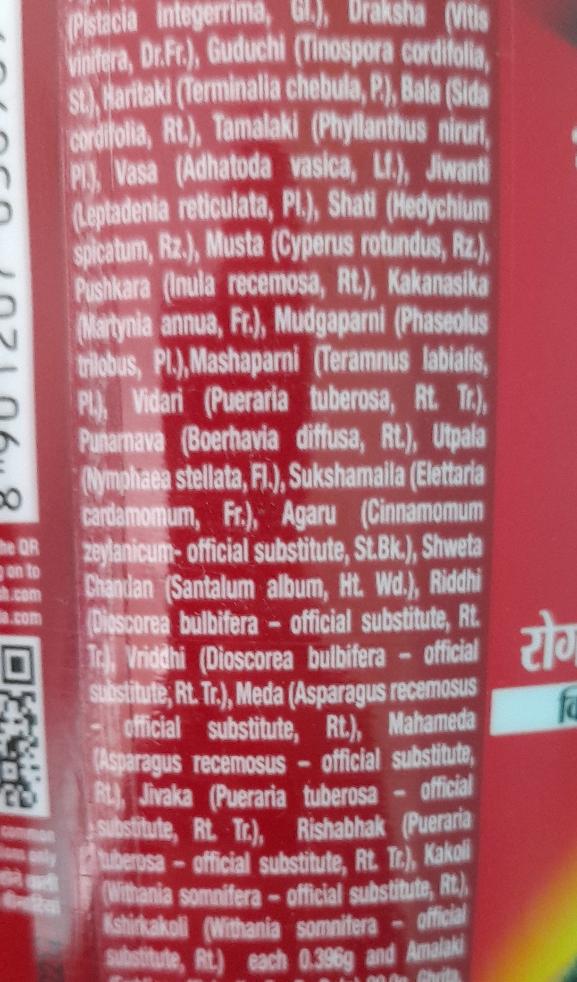 (Pistacia Integerrima, Gl.), Draksha (Vitis
vinifera, Dr.Fr.), Guduchi (Tinospora cordifolia,
St.), Haritaki (Terminalia chebula, P.), Bala (Sida
cordifolia, Rt.), Tamalaki (Phyllanthus niruri,
Pl.), Vasa (Adhatoda vasica, Lf.), Jiwanti
(Leptadenia reticulata, Pl.), Shati (Hedychium
spicatum, Rz.), Musta (Cyperus rotundus, Rz.),
Pushkara (Inula recemosa, Rt.), Kakanasika
(Martynia annua, Fr.), Mudgaparni (Phaseolus
trilobus, Pl.),Mashaparni (Teramnus labialis,
Pl.), Vidari (Pueraria tuberosa, Rt. Tr.),
Punarnava (Boerhavia diffusa, Rt.), Utpala
(Nymphaea stellata, Fl.), Sukshamaila (Elettaria
cardamomum, Fr.), Agaru (Cinnamomum
zeylanicum- official substitute, St.Bk.), Shweta
Chandan (Santalum album, Ht. Wd.), Riddhi
(Dioscorea bulbifera – official substitute, Rt.
Tr.), Vriddhi (Dioscorea bulbifera – official
substitute, Rt. Tr.), Meda (Asparagus recemosus
– official substitute, Rt.), Mahameda
(Asparagus recemosus – official substitute,
Rt.), Jivaka (Pueraria tuberosa – official
substitute, Rt. Tr.), Rishabhak (Pueraria
tuberosa – official substitute, Rt. Tr.), Kakoli
(Withania somnifera – official substitute, Rt.),
Kshirkakoli (Withania somnifera – official
substitute, Rt.) each 0.396g and Amalaki
he QR
on to
.com
a.com
रोग
वि